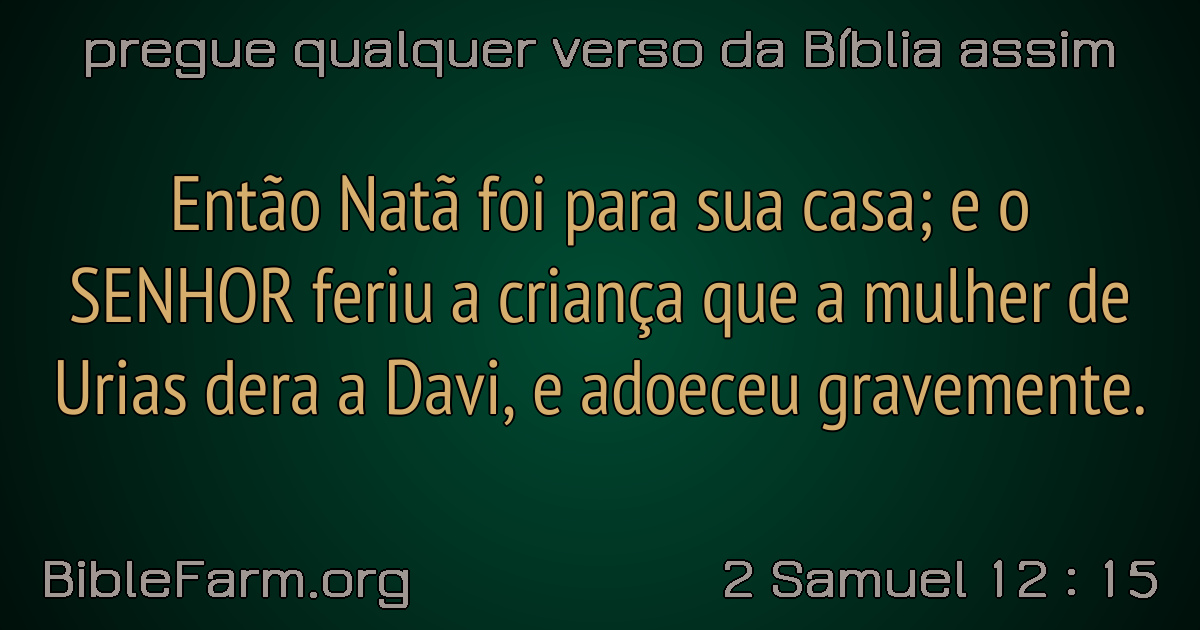 pregue qualquer verso da Bíblia assim
Então Natã foi para sua casa; e o
SENHOR feriu a criança que a mulher de
Urias dera a Davi, e adoeceu gravemente.
BibleFarm.org
2 Samuel 12 : 15